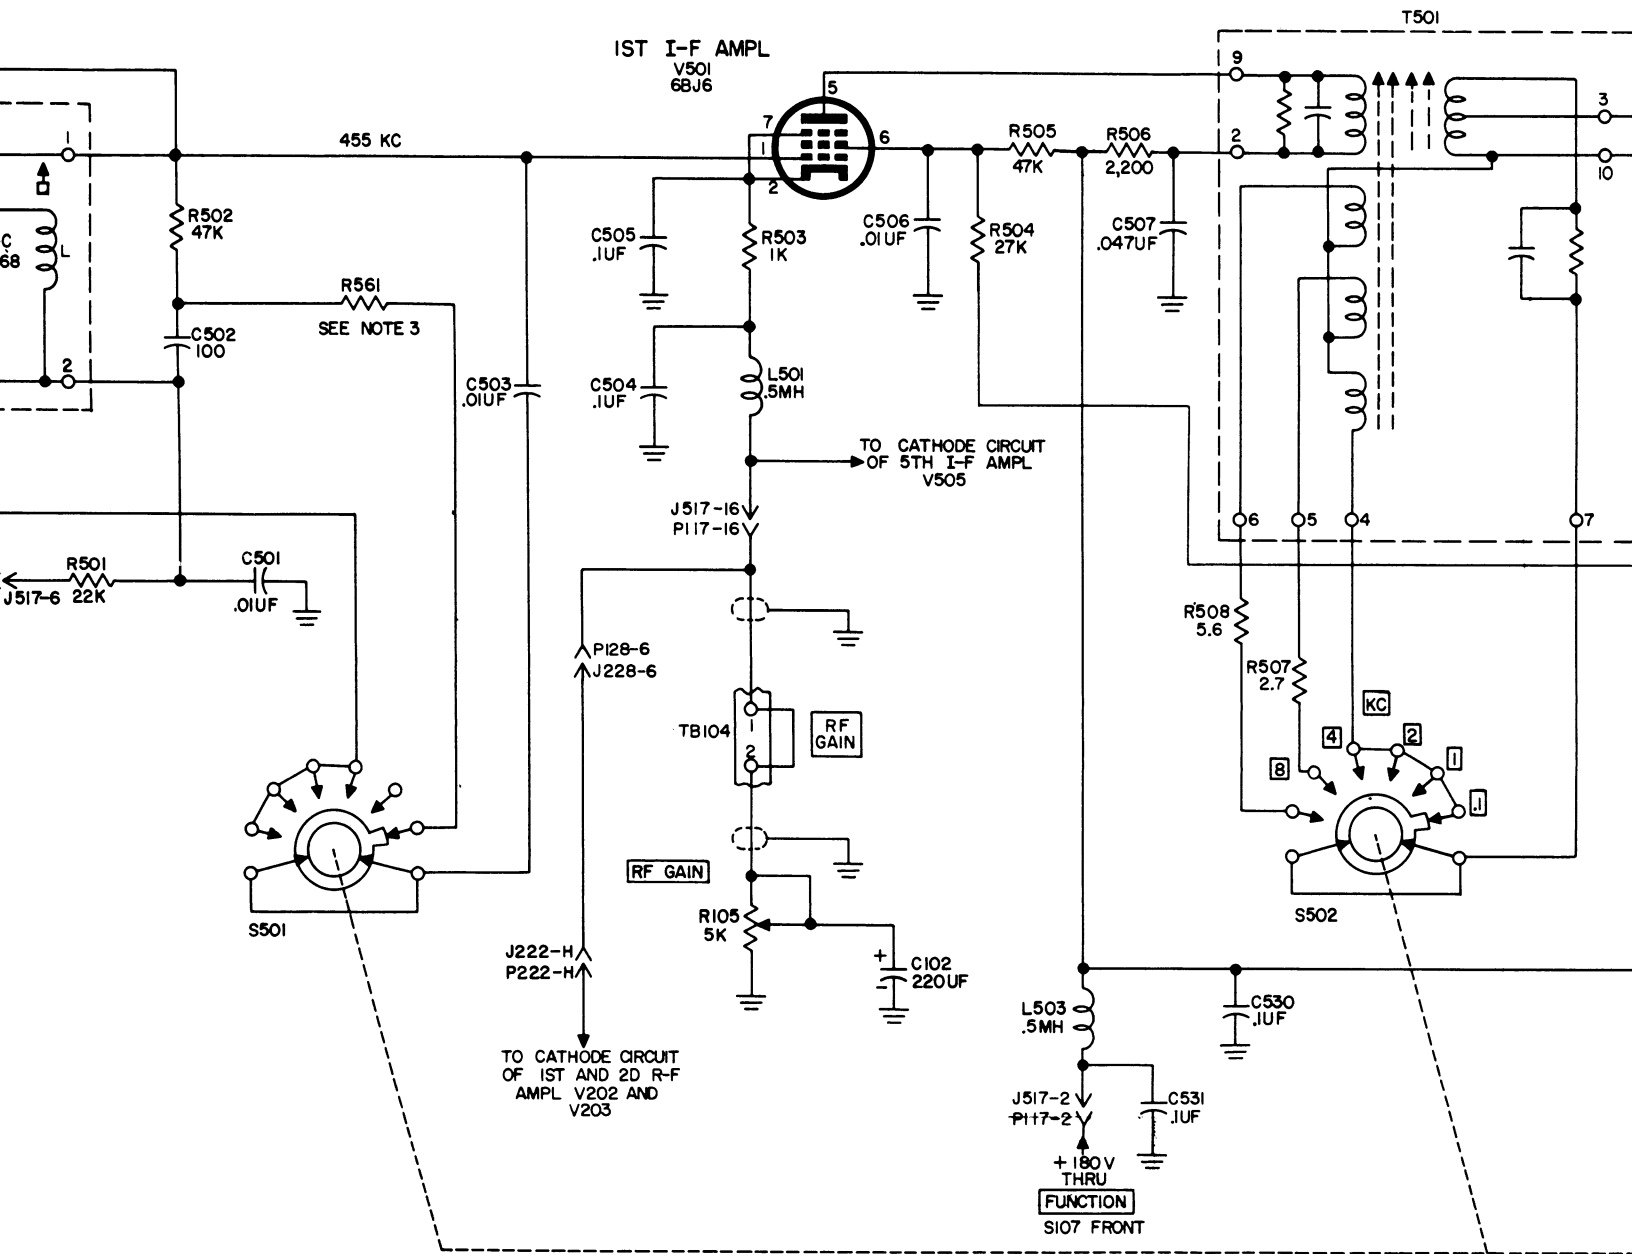 T501
1ST I-F AMPL
V501
6BJ6
9
5
3
7
1
6
R505
47K
R506
2,200
2
10
455 KC
1
2
R502
47K
C505
.1UF
R503
1K
C506
.01UF
R504
27K
C507
.047UF
C
68
L
R561
SEE NOTE 3
C502
100
2
C503
.01UF
C504
.1UF
L501
.5MH
TO CATHODE CIRCUIT
OF 5TH I-F AMPL
V505
J517-16
P117-16
6
5
4
7
R501
22K
J517-6
C501
.01UF
R508
5.6
P128-6
J228-6
R507
2.7
TB104
1
2
RF
GAIN
KC
4
2
1
8
.1
RF GAIN
R105
5K
S501
S502
J222-H
P222-H
+
-
C102
220UF
L503
.5MH
C530
.1UF
TO CATHODE CIRCUIT
OF 1ST AND 2D R-F
AMPL V202 AND
V203
J517-2
P117-2
C531
.1UF
+180V
THRU
FUNCTION
S107 FRONT